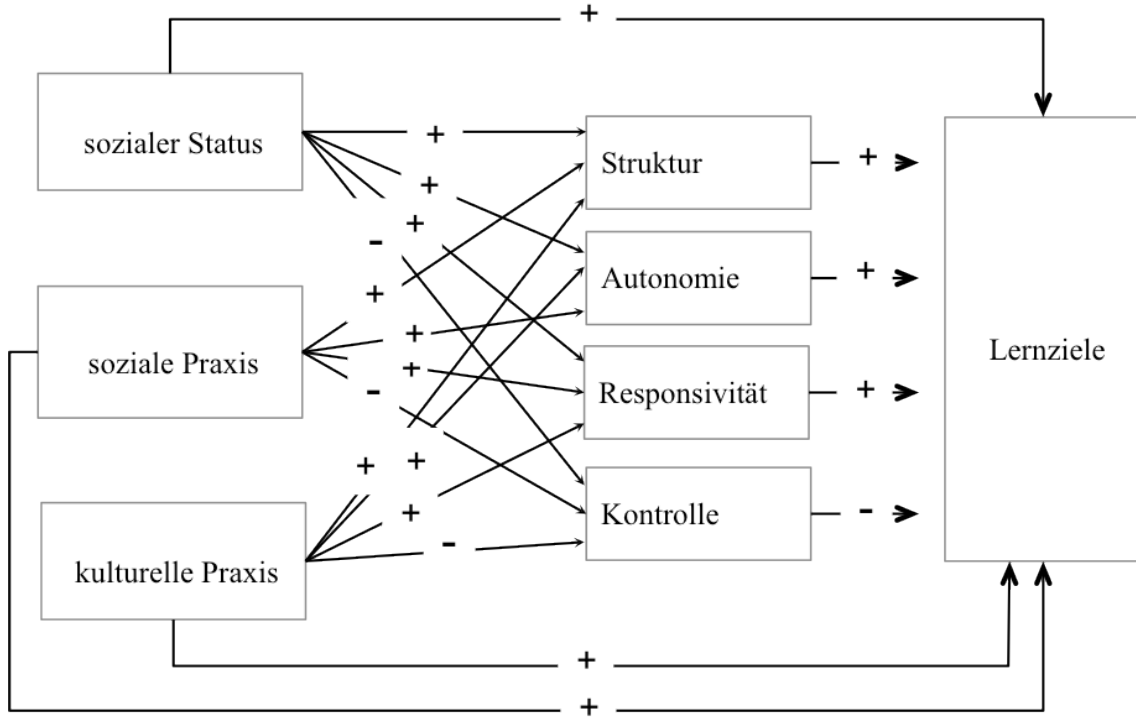 +
sozialer Status
+
Struktur
+
+
+
-
+
Autonomie
+
soziale Praxis
+
+
-
Responsivität
+
Lernziele
+
+
+
-
kulturelle Praxis
Kontrolle
-
+
+